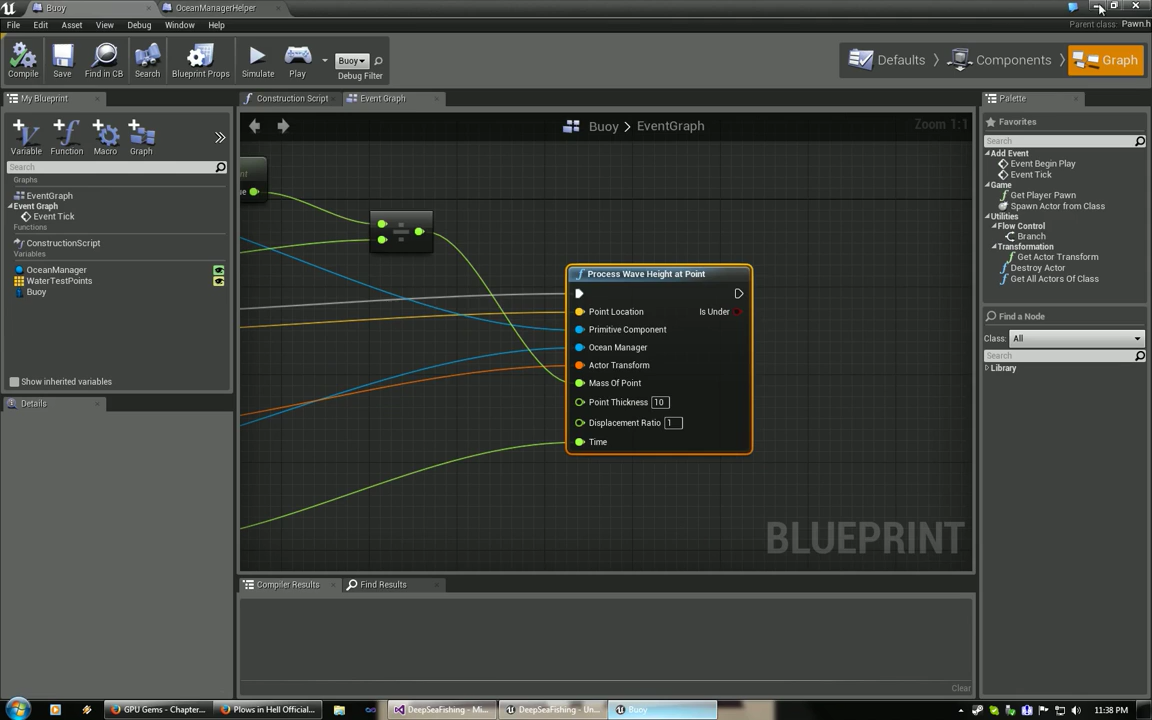 Buoy
OceanManagerHelper
File Edit Asset View Debug Window Help
Parent class: Pawn.h
Compile Save Find in CB Search Blueprint Props Simulate Play
Buoy
Debug Filter
Defaults Components Graph
My Blueprint
Construction Script
Event Graph
Palette
Variable Function Macro Graph
Search
Graphs
EventGraph
Event Graph
Event Tick
Functions
ConstructionScript
Variables
OceanManager
WaterTestPoints
Buoy
Show inherited variables
Details
Buoy > EventGraph
Zoom 1:1
Process Wave Height at Point
Point Location Is Under
Primitive Component
Ocean Manager
Actor Transform
Mass Of Point
Point Thickness 10
Displacement Ratio 1
Time
BLUEPRINT
Compiler Results
Find Results
Clear
Favorites
Search
Add Event
Event Begin Play
Event Tick
Game
Get Player Pawn
Spawn Actor from Class
Utilities
Flow Control
Branch
Transformation
Get Actor Transform
Destroy Actor
Get All Actors Of Class
Find a Node
Class: All
Search
Library
GPU Gems - Chapter...
Plows in Hell Official...
DeepSeaFishing - Mi...
DeepSeaFishing - Un...
Buoy
11:38 PM